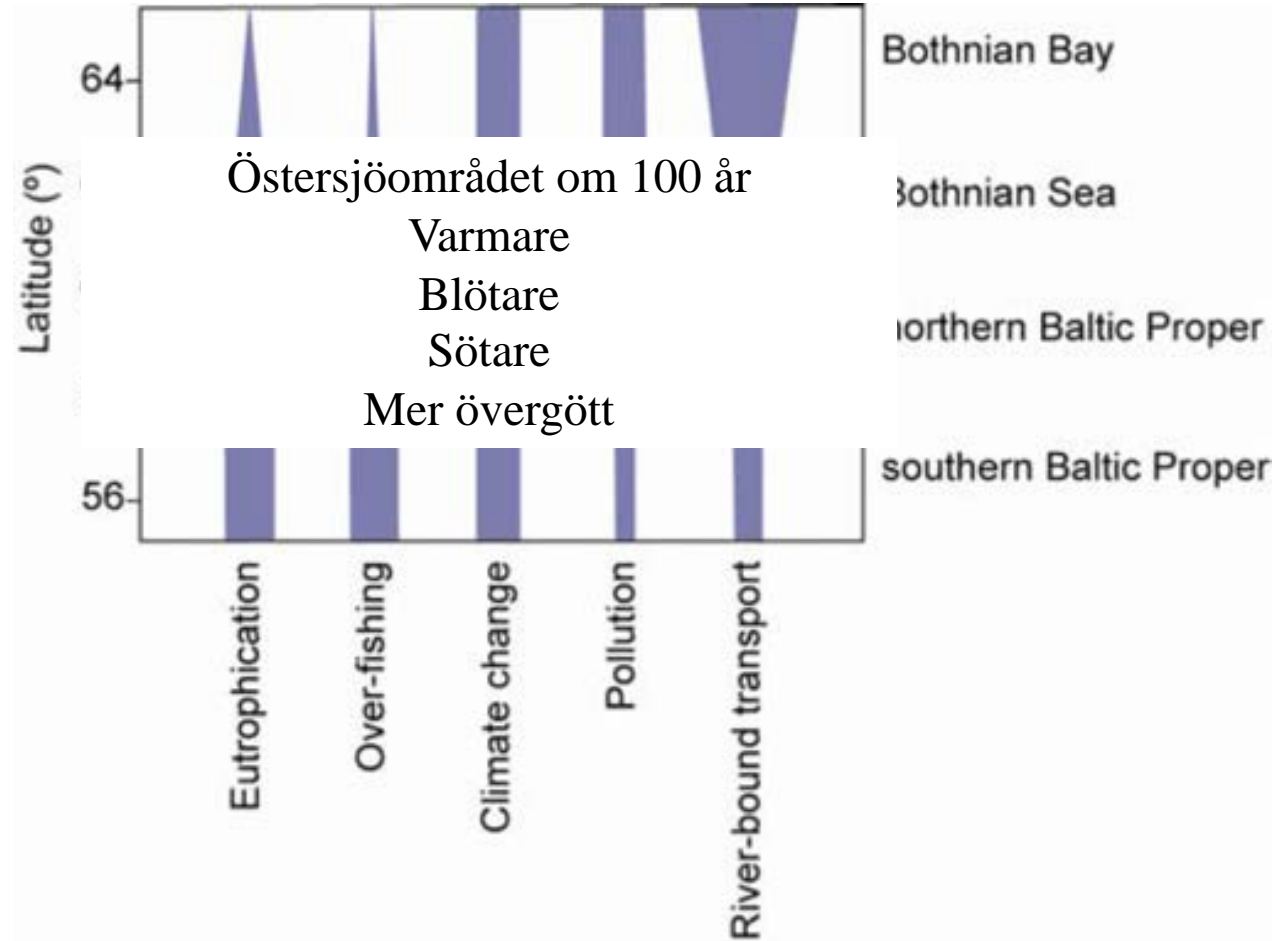 Bothnian Bay
64
Latitude (º)
Östersjöområdet om 100 år
Varmare
Blötare
Sötare
Mer övergött
Bothnian Sea
northern Baltic Proper
southern Baltic Proper
56
Eutrophication
Over-fishing
Climate change
Pollution
River-bound transport